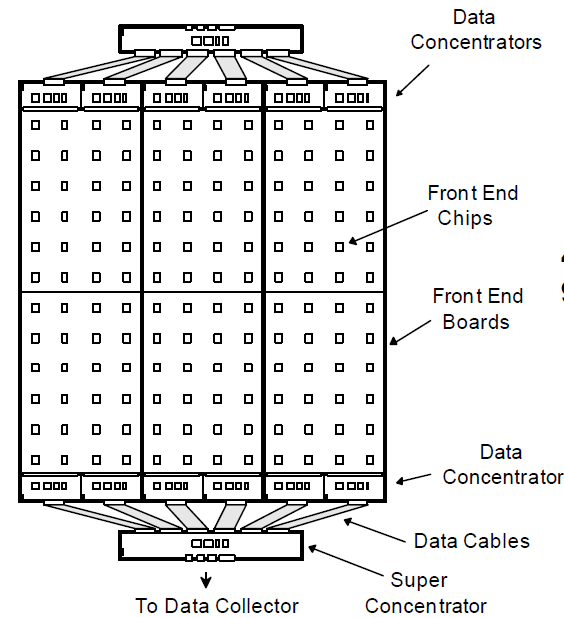 Data
Concentrators
Front End
Chips
Front End
Boards
Data
Concentrator
Data Cables
Super
Concentrator
To Data Collector